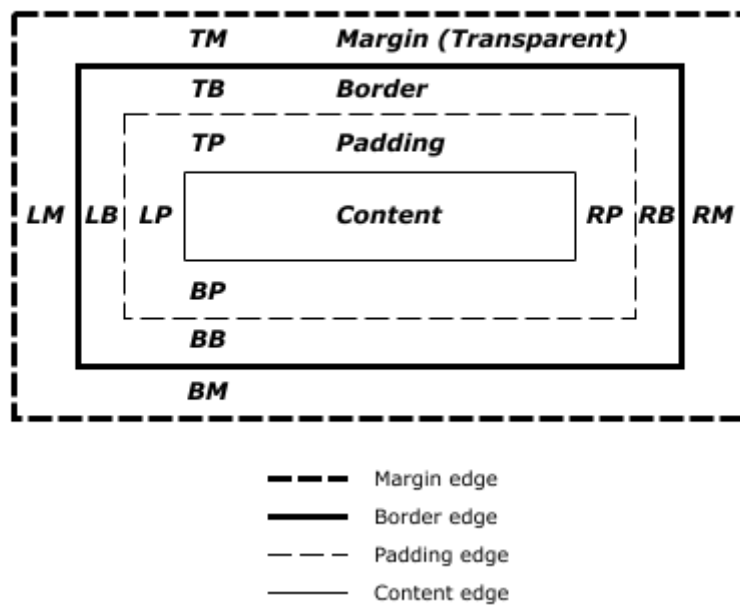 TM Margin (Transparent)
TB Border
TP Padding
LM LB LP Content RP RB RM
BP
BB
BM
Margin edge
Border edge
Padding edge
Content edge